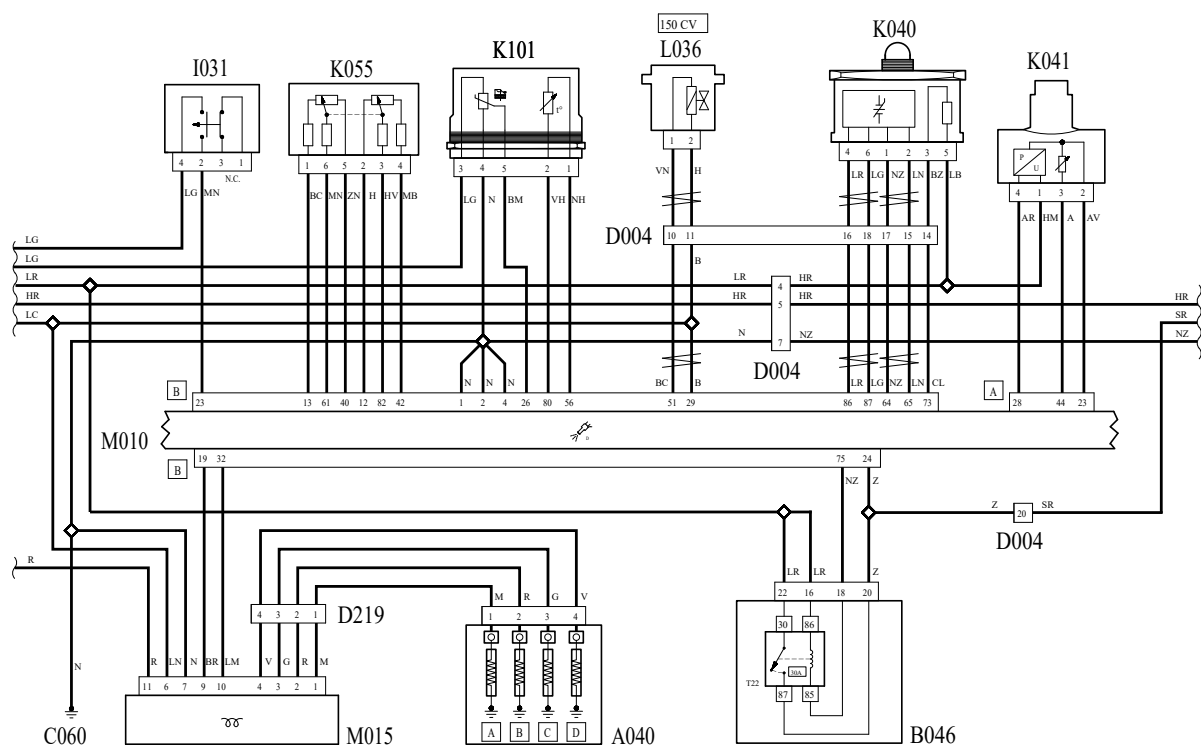 150 CV
I031 K055 K101 L036 K040 K041
t°
P
U
4 2 3 1
N.C.
1 6 5 2 3 4
3 4 5 2 1
1 2
4 6 1 2 3 5
4 1 3 2
LG MN
BC MN ZN H HV MB
LG N BM VH NH
VN H
LR LG NZ LN BZ LB
AR HM A AV
D004 10 11 16 18 17 15 14
LG
B
LG
LR LR 4 HR
HR HR 5 HR HR
LC SR
N 7 NZ NZ
D004
N N N
BC B
LR LG NZ LN CL
B 23 13 61 40 12 82 42 1 2 4 26 80 56 51 29 86 87 64 65 73
A 28 44 23
M010
B 19 32 75 24
NZ Z
Z 20 SR
D004
R
LR LR Z
M R G V
4 3 2 1 D219
1 2 3 4
22 16 18 20
30 86
T22 30A
87 85
N
R LN N BR LM V G R M
11 6 7 9 10 4 3 2 1
A B C D
C060 M015 A040 B046